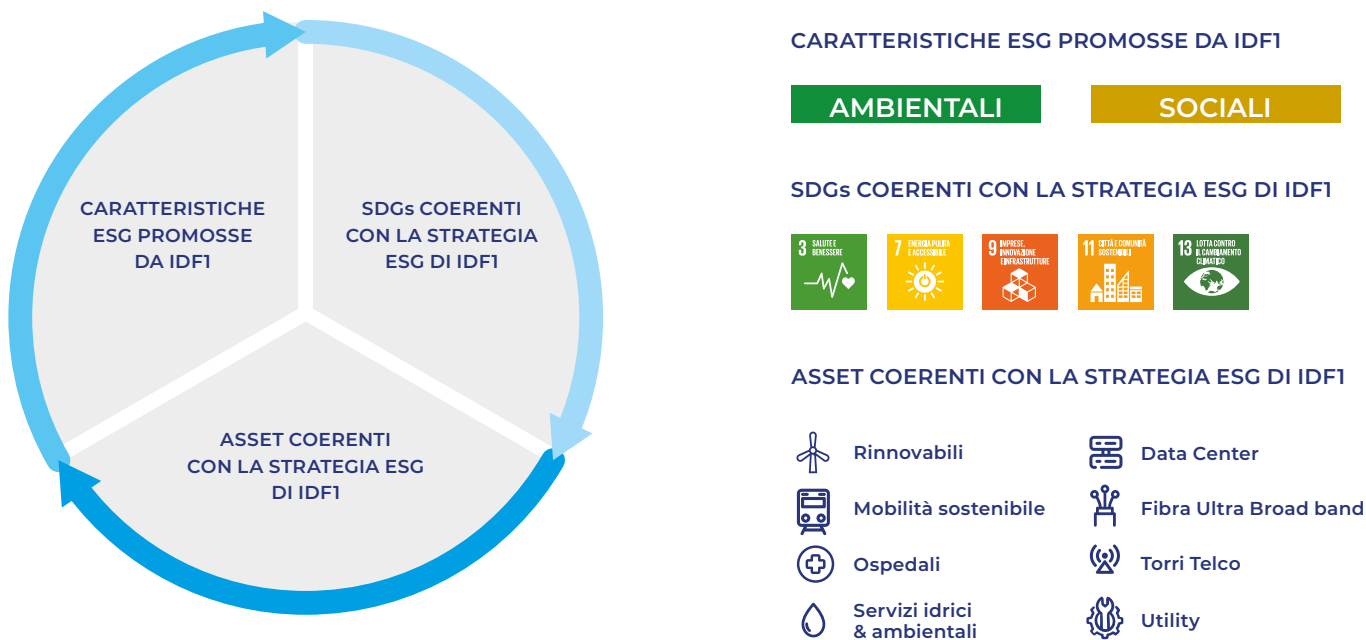 CARATTERISTICHE
ESG PROMOSSE
DA IDF1
SDGs COERENTI
CON LA STRATEGIA
ESG DI IDF1
ASSET COERENTI
CON LA STRATEGIA ESG
DI IDF1
CARATTERISTICHE ESG PROMOSSE DA IDF1
AMBIENTALI
SOCIALI
SDGs COERENTI CON LA STRATEGIA ESG DI IDF1
3 SALUTE E
BENESSERE
7 ENERGIA PULITA
E ACCESSIBILE
9 IMPRESE,
INNOVAZIONE
E INFRASTRUTTURE
11 CITTÀ E COMUNITÀ
SOSTENIBILI
13 LOTTA CONTRO
IL CAMBIAMENTO
CLIMATICO
ASSET COERENTI CON LA STRATEGIA ESG DI IDF1
Rinnovabili
Data Center
Mobilità sostenibile
Fibra Ultra Broad band
Ospedali
Torri Telco
Servizi idrici
& ambientali
Utility